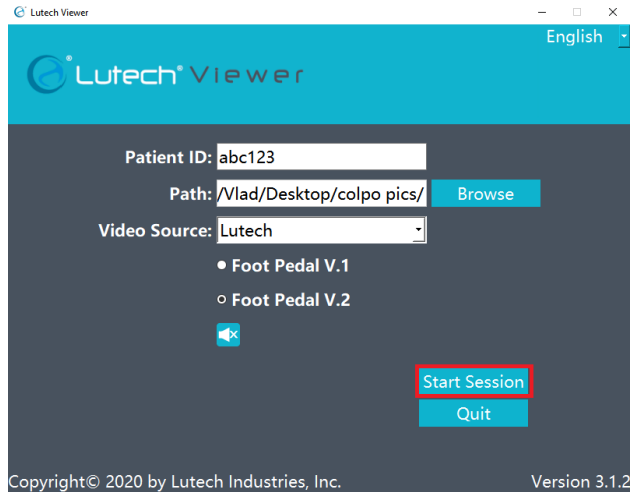 Lutech Viewer
English
Lutech® Viewer
Patient ID: abc123
Path: /Vlad/Desktop/colpo pics/ Browse
Video Source: Lutech
Foot Pedal V.1
Foot Pedal V.2
Start Session
Quit
Copyright© 2020 by Lutech Industries, Inc. Version 3.1.2